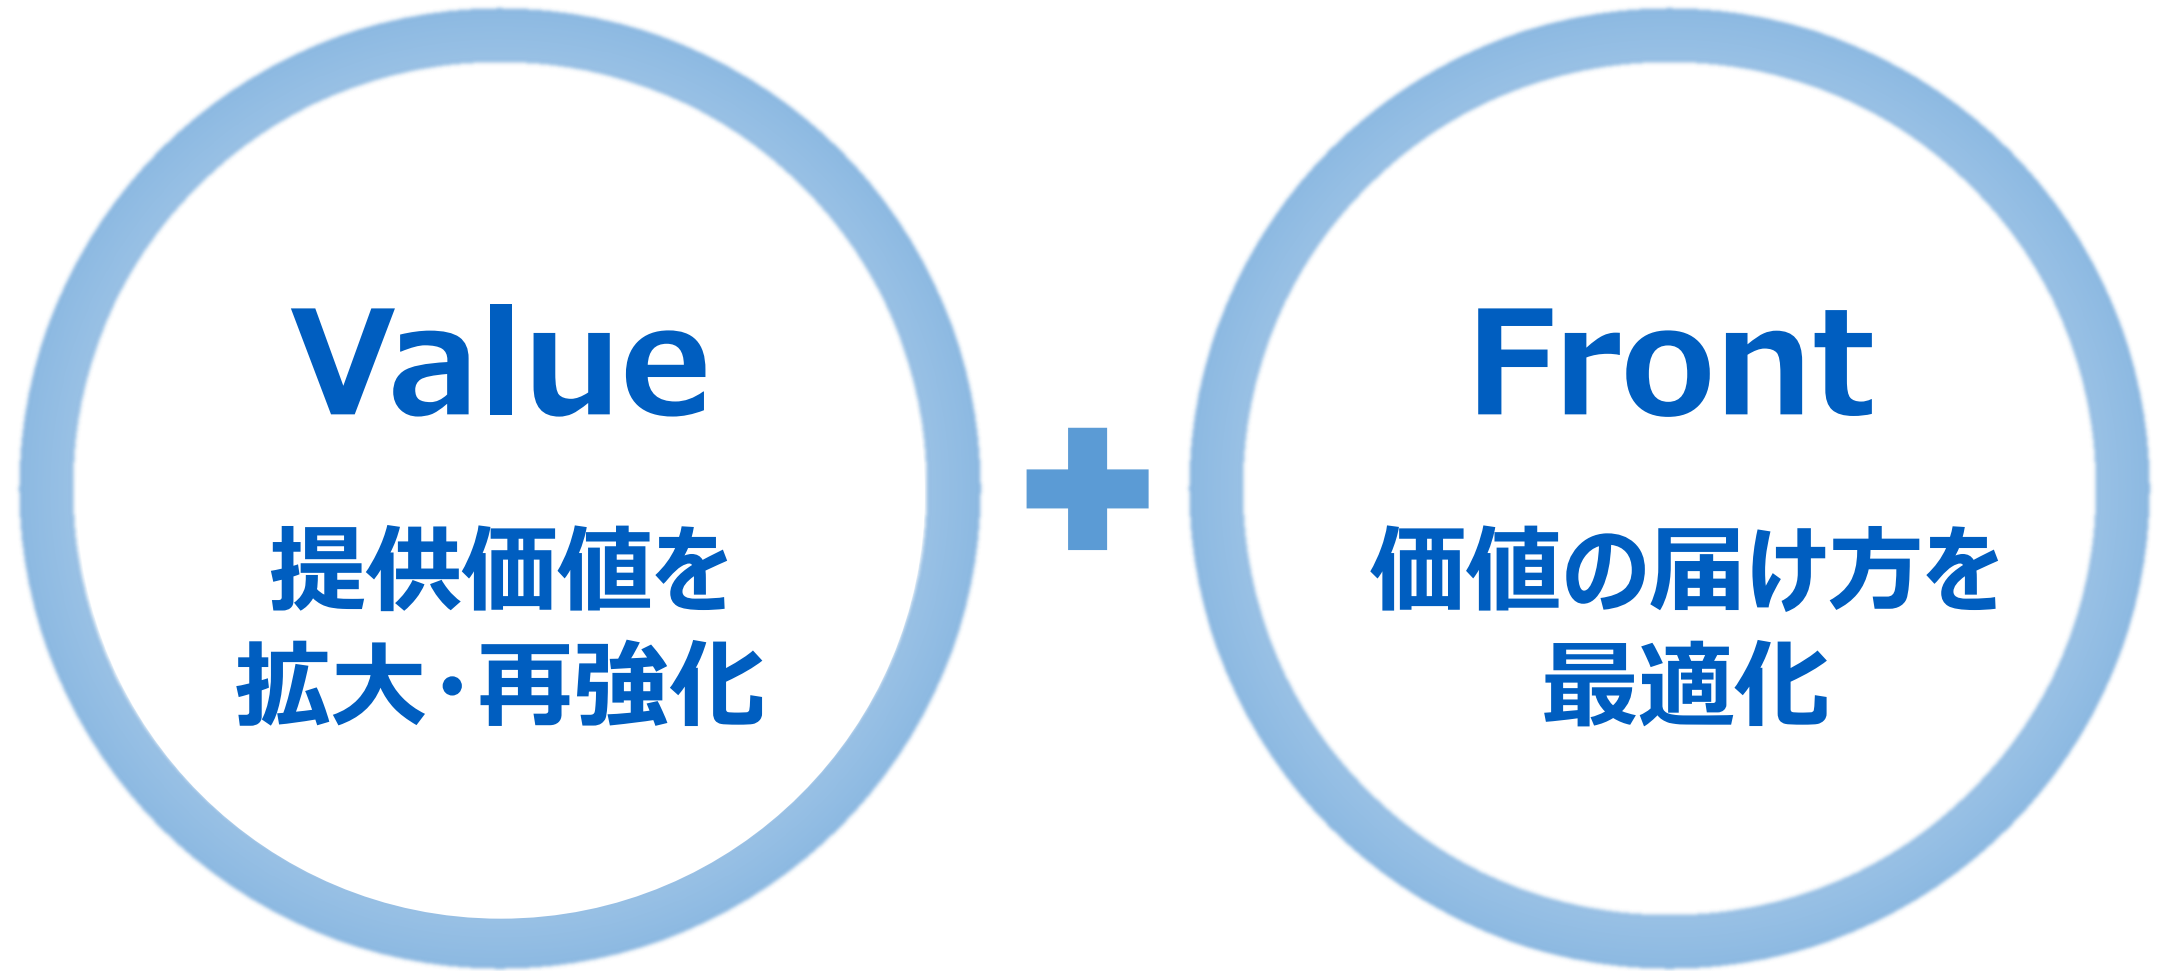 Value
提供価値を
拡大・再強化
Front
価値の届け方を
最適化